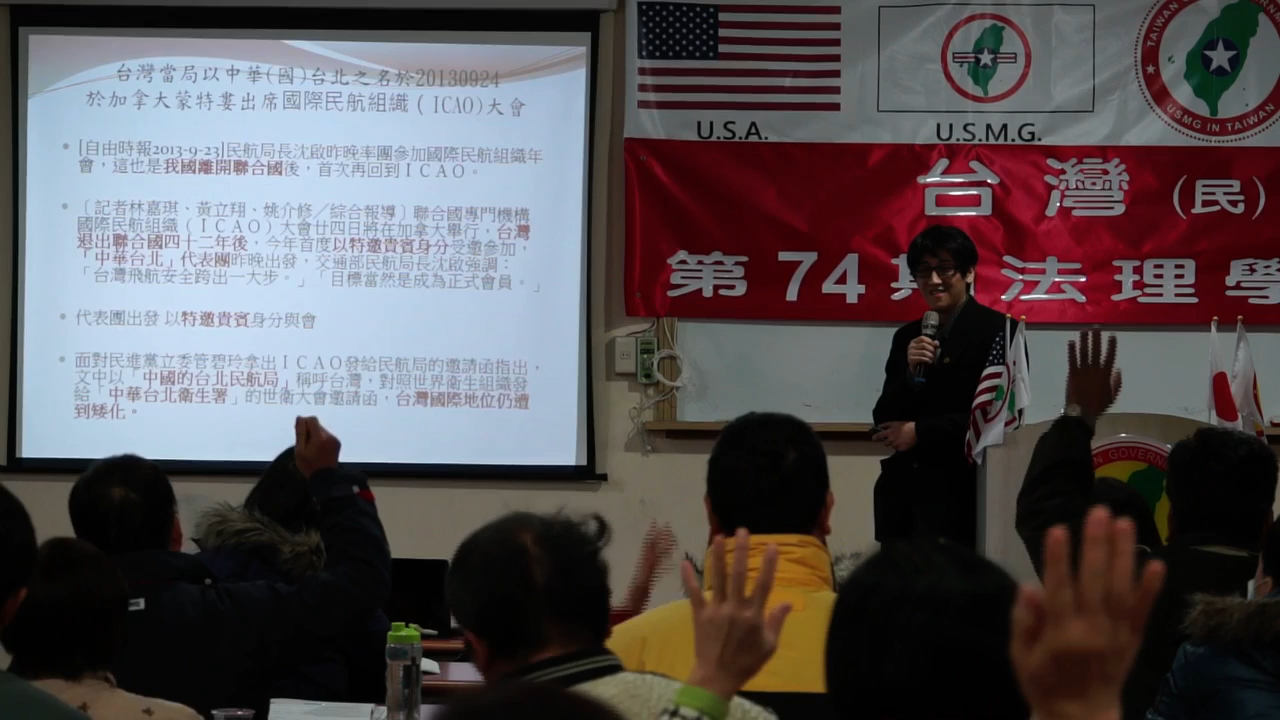 台灣當局以中華(國)台北之名於20130924
於加拿大蒙特婁出席國際民航組織（ICAO)大會
[自由時報2013-9-23]民航局長沈啟昨晚率團參加國際民航組織年
會，這也是我國離開聯合國後，首次再回到ＩＣＡＯ。
〔記者林嘉琪、黃立翔、姚介修／綜合報導〕聯合國專門機構
國際民航組織（ＩＣＡＯ）大會廿四日將在加拿大舉行，台灣
退出聯合國四十二年後，今年首度以特邀貴賓身分受邀參加，
「中華台北」代表團昨晚出發，交通部民航局長沈啟強調：
「台灣飛航安全跨出一大步。」「目標當然是成為正式會員。」
代表團出發 以特邀貴賓身分與會
面對民進黨立委管碧玲拿出ＩＣＡＯ發給民航局的邀請函指出，
文中以「中國的台北民航局」稱呼台灣，對照世界衛生組織發
給「中華台北衛生署」的世衛大會邀請函，台灣國際地位仍遭
到矮化。
U.S.A.
U.S.M.G.
USMG IN TAIWAN
台灣(民)
第74期法理學
GOVERN